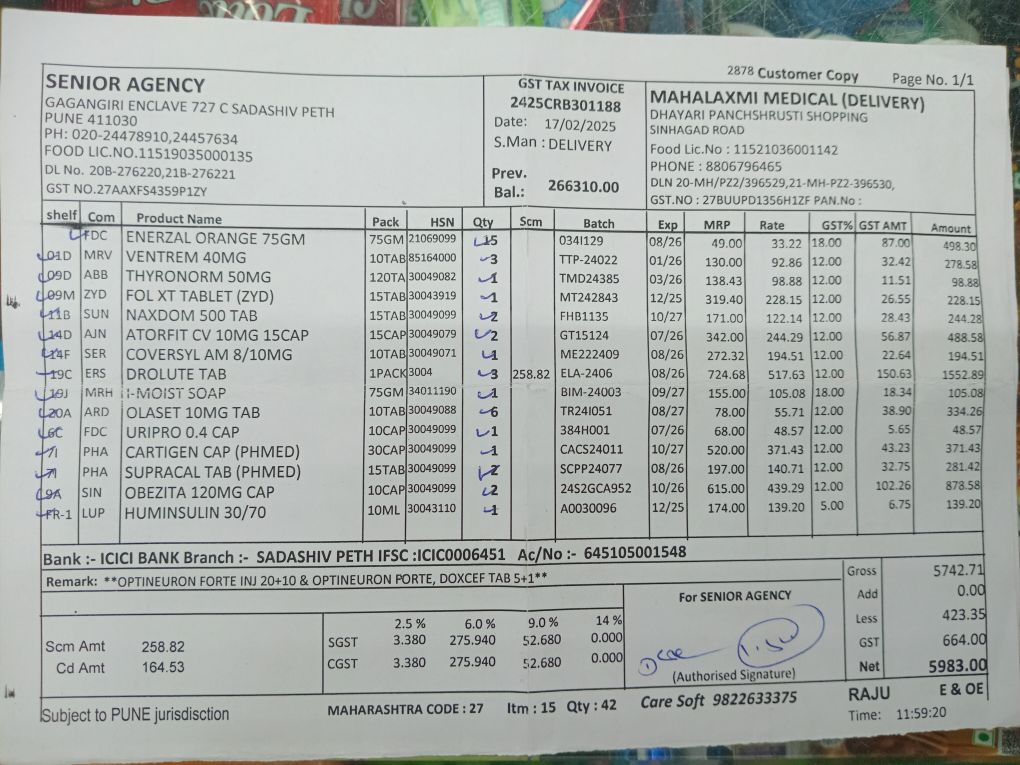 2878 Customer Copy Page No. 1/1
SENIOR AGENCY
GAGANGIRI ENCLAVE 727 C SADASHIV PETH
PUNE 411030
PH: 020-24478910,24457634
FOOD LIC.NO.11519035000135
DL No. 20B-276220,21B-276221
GST NO.27AAXFS4359P1ZY
GST TAX INVOICE
2425CRB301188
Date: 17/02/2025
S.Man : DELIVERY
Prev.
Bal.: 266310.00
MAHALAXMI MEDICAL (DELIVERY)
DHAYARI PANCHSHRUSTI SHOPPING
SINHAGAD ROAD
Food Lic.No : 11521036001142
PHONE : 8806796465
DLN 20-MH/PZ2/396529,21-MH-PZ2-396530,
GST.NO : 27BUUPD1356H1ZF PAN.No :
shelf Com Product Name Pack HSN Qty Scm Batch Exp MRP Rate GST% GST AMT Amount
FDC ENERZAL ORANGE 75GM 75GM 21069099 15 034I129 08/26 49.00 33.22 18.00 87.00 498.30
01D MRV VENTREM 40MG 10TAB 85164000 3 TTP-24022 01/26 130.00 92.86 12.00 32.42 278.58
09D ABB THYRONORM 50MG 120TA 30049082 1 TMD24385 03/26 138.43 98.88 12.00 11.51 98.88
09M ZYD FOL XT TABLET (ZYD) 15TAB 30043919 1 MT242843 12/25 319.40 228.15 12.00 26.55 228.15
11B SUN NAXDOM 500 TAB 15TAB 30049099 2 FHB1135 10/27 171.00 122.14 12.00 28.43 244.28
14D AJN ATORFIT CV 10MG 15CAP 15CAP 30049079 2 GT15124 07/26 342.00 244.29 12.00 56.87 488.58
14F SER COVERSYL AM 8/10MG 10TAB 30049071 1 ME222409 08/26 272.32 194.51 12.00 22.64 194.51
19C ERS DROLUTE TAB 1PACK 3004 3 258.82 ELA-2406 08/26 724.68 517.63 12.00 150.63 1552.89
19J MRH I-MOIST SOAP 75GM 34011190 1 BIM-24003 09/27 155.00 105.08 18.00 18.34 105.08
20A ARD OLASET 10MG TAB 10TAB 30049088 6 TR24I051 08/27 78.00 55.71 12.00 38.90 334.26
6C FDC URIPRO 0.4 CAP 10CAP 30049099 1 384H001 07/26 68.00 48.57 12.00 5.65 48.57
7I PHA CARTIGEN CAP (PHMED) 30CAP 30049099 1 CACS24011 10/27 520.00 371.43 12.00 43.23 371.43
7I PHA SUPRACAL TAB (PHMED) 15TAB 30049099 2 SCPP24077 08/26 197.00 140.71 12.00 32.75 281.42
9A SIN OBEZITA 120MG CAP 10CAP 30049099 2 24S2GCA952 10/26 615.00 439.29 12.00 102.26 878.58
FR-1 LUP HUMINSULIN 30/70 10ML 30043110 1 A0030096 12/25 174.00 139.20 5.00 6.75 139.20
Bank :- ICICI BANK Branch :- SADASHIV PETH IFSC :ICIC0006451 Ac/No :- 645105001548
Remark: **OPTINEURON FORTE INJ 20+10 & OPTINEURON PORTE, DOXCEF TAB 5+1**
Scm Amt 258.82
Cd Amt 164.53
2.5 % 6.0 % 9.0 % 14 %
SGST 3.380 275.940 52.680 0.000
CGST 3.380 275.940 52.680 0.000
For SENIOR AGENCY
(Authorised Signature)
Gross 5742.71
Add 0.00
Less 423.35
GST 664.00
Net 5983.00
Subject to PUNE jurisdiction
MAHARASHTRA CODE : 27 Itm : 15 Qty : 42 Care Soft 9822633375
RAJU E & OE
Time: 11:59:20